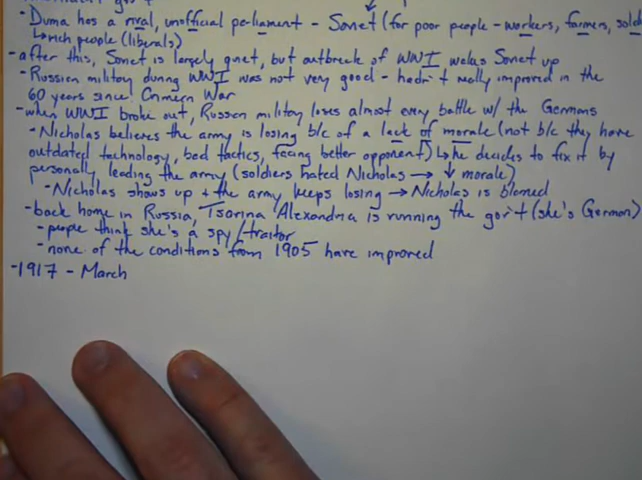 gov't
- Duma has a rival, unofficial parliament - Soviet (for poor people - workers, farmers, sold
↳ rich people (liberals)
- after this, Soviet is largely quiet, but outbreak of WWI wakes Soviet up
- Russian military during WWI was not very good - hadn't really improved in the
60 years since Crimean War
- when WWI broke out, Russian military loses almost every battle w/ the Germans
- Nicholas believes the army is losing b/c of a lack of morale (not b/c they have
outdated technology, bad tactics, facing better opponent) ↳ he decides to fix it by
personally leading the army (soldiers hated Nicholas → ↓ morale)
- Nicholas shows up + the army keeps losing → Nicholas is blamed
- back home in Russia, Tsarina Alexandria is running the gov't (she's German)
- people think she's a spy/traitor
- none of the conditions from 1905 have improved
- 1917 - March